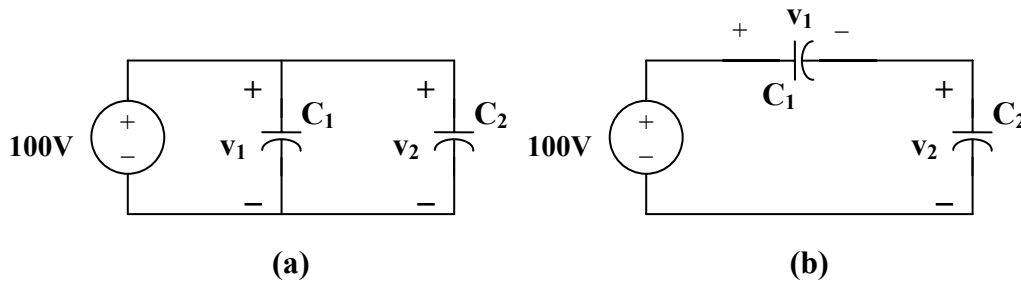 100V
+
−
+
v₁
−
C₁
+
v₂
−
C₂
(a)
100V
+
−
+ v₁ −
C₁
+
v₂
−
C₂
(b)